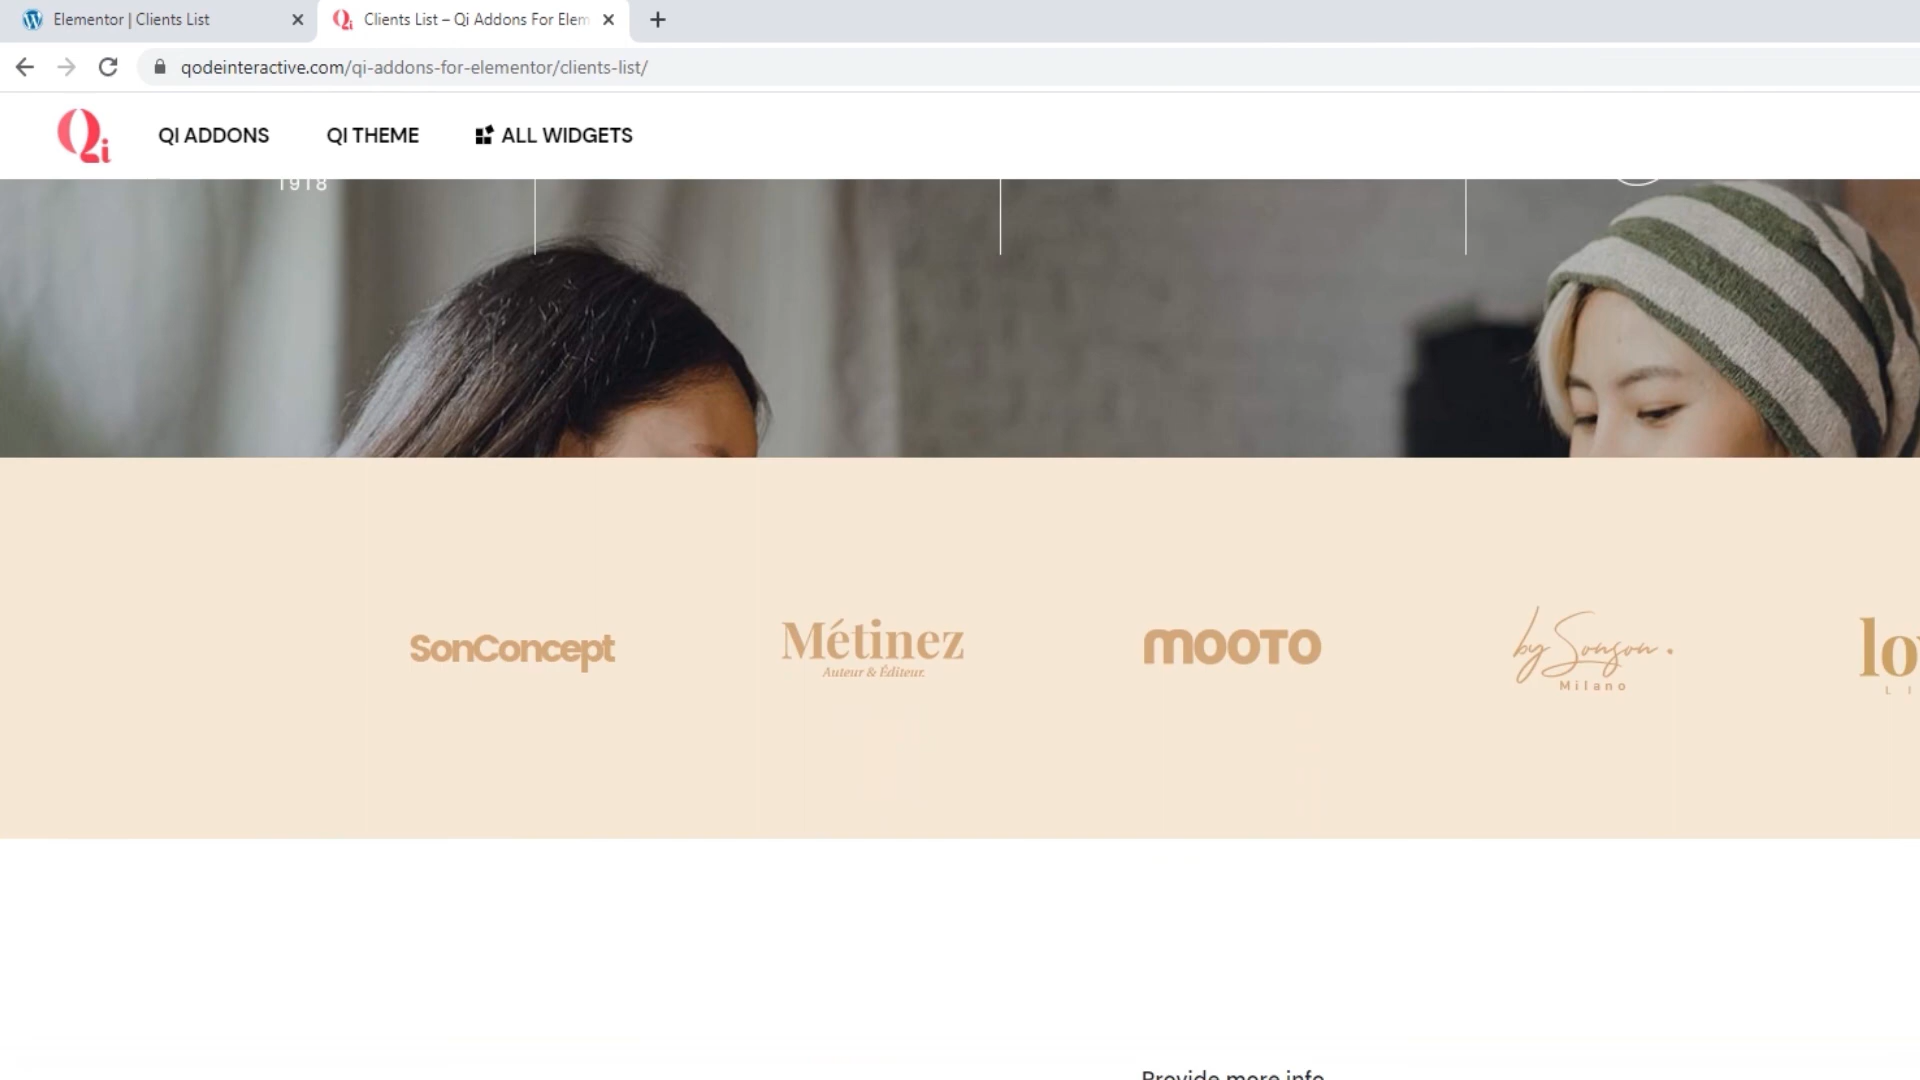 Elementor | Clients List
Clients List – Qi Addons For Elem
qodeinteractive.com/qi-addons-for-elementor/clients-list/
Qi
QI ADDONS
QI THEME
ALL WIDGETS
1918
SonConcept
Métinez
Auteur & Éditeur.
MOOTO
by Sonson.
Milano
lo
L I
Provide more info